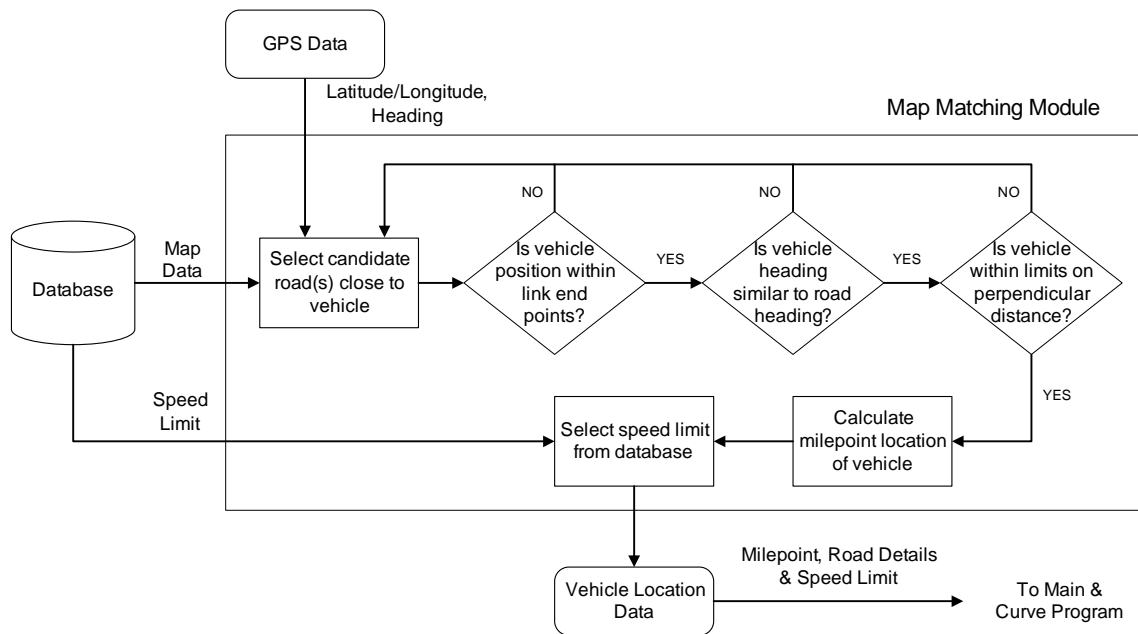 GPS Data
Latitude/Longitude,
Heading
Map Matching Module
NO
NO
NO
Database
Map
Data
Select candidate
road(s) close to
vehicle
Is vehicle
position within
link end
points?
YES
Is vehicle
heading
similar to road
heading?
YES
Is vehicle
within limits on
perpendicular
distance?
YES
Speed
Limit
Select speed limit
from database
Calculate
milepoint location
of vehicle
Vehicle Location
Data
Milepoint, Road Details
& Speed Limit
To Main &
Curve Program